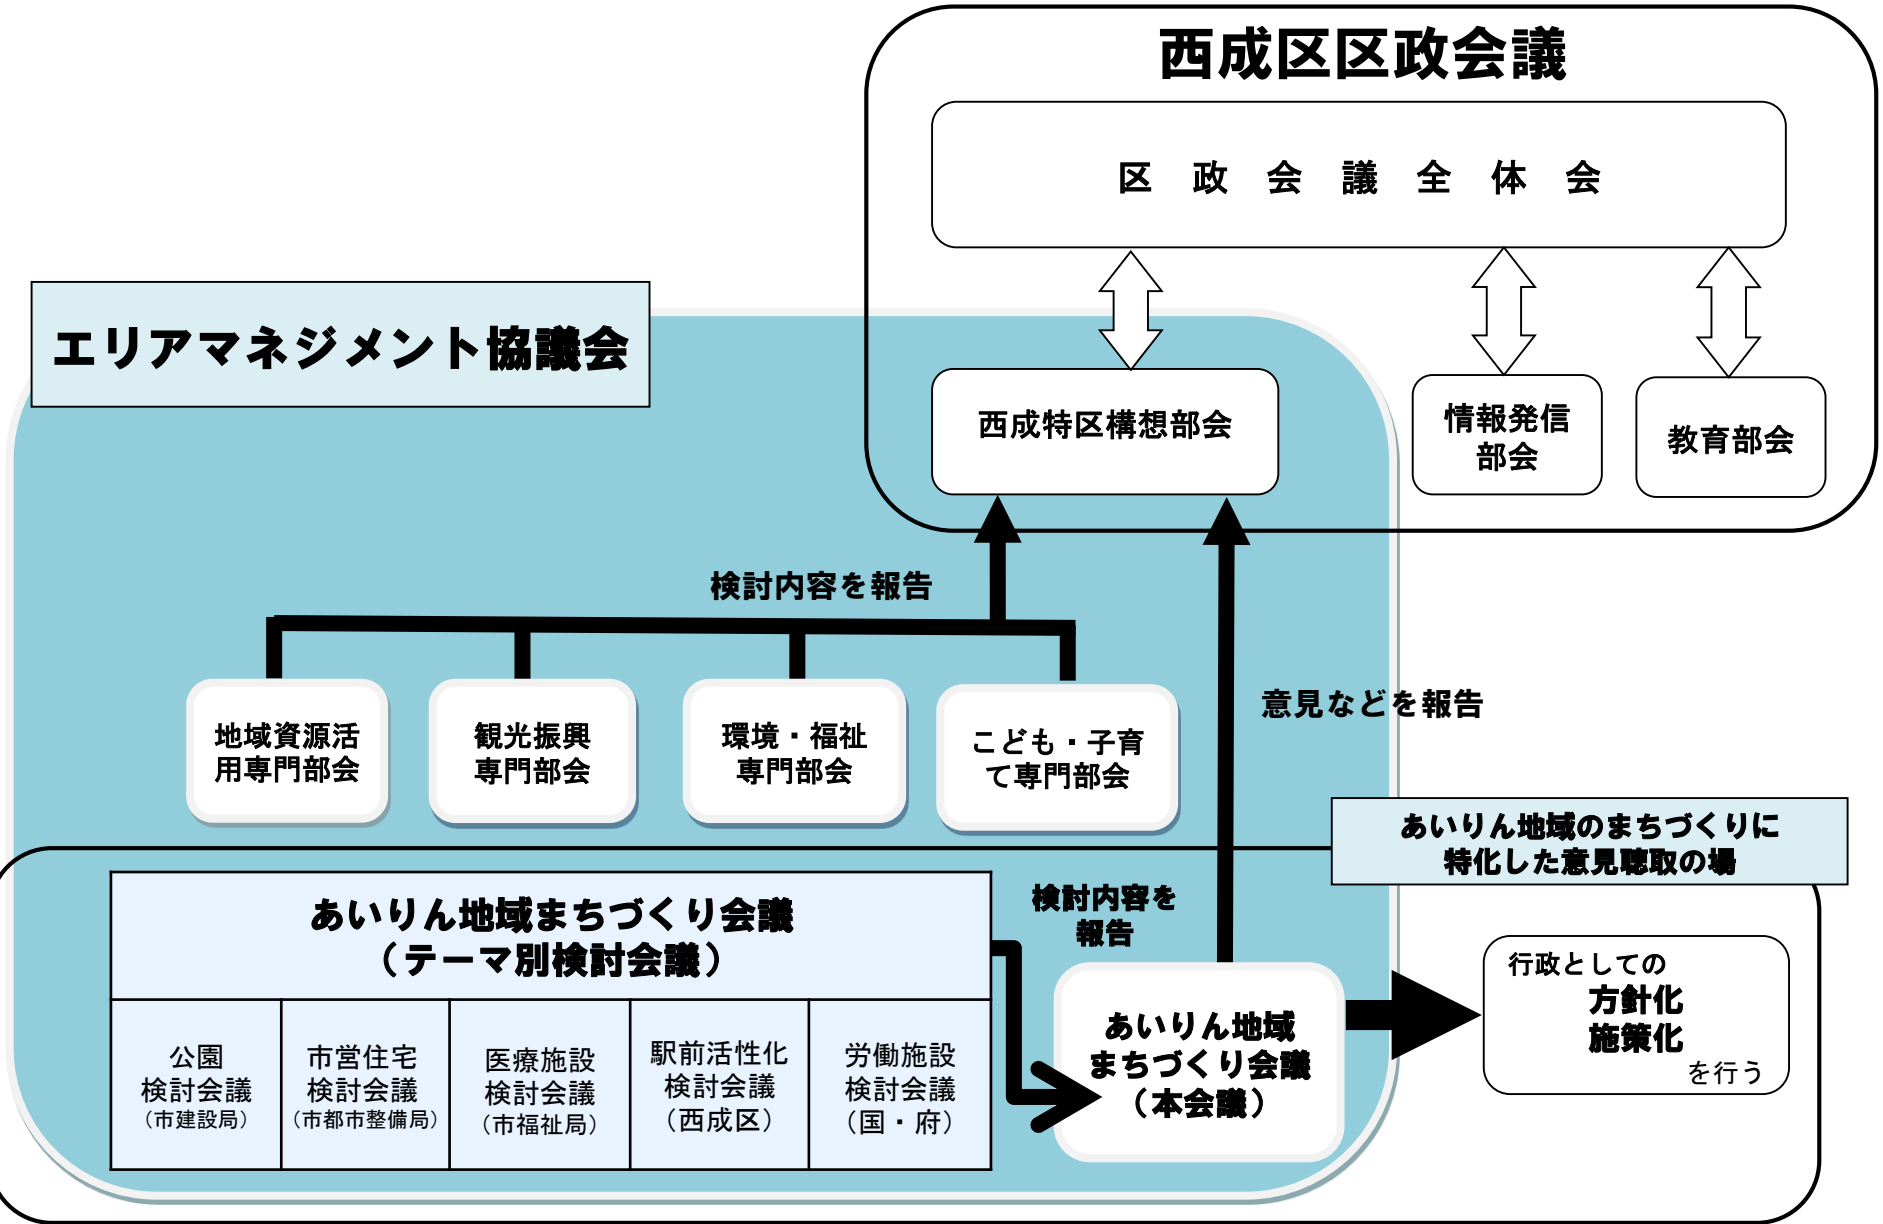 西成区区政会議
区政会議全体会
エリアマネジメント協議会
西成特区構想部会
情報発信
部会
教育部会
検討内容を報告
意見などを報告
地域資源活
用専門部会
観光振興
専門部会
環境・福祉
専門部会
こども・子育
て専門部会
あいりん地域のまちづくりに
特化した意見聴取の場
あいりん地域まちづくり会議
（テーマ別検討会議）
公園
検討会議
（市建設局）
市営住宅
検討会議
（市都市整備局）
医療施設
検討会議
（市福祉局）
駅前活性化
検討会議
（西成区）
労働施設
検討会議
（国・府）
検討内容を
報告
あいりん地域
まちづくり会議
（本会議）
行政としての
方針化
施策化
を行う